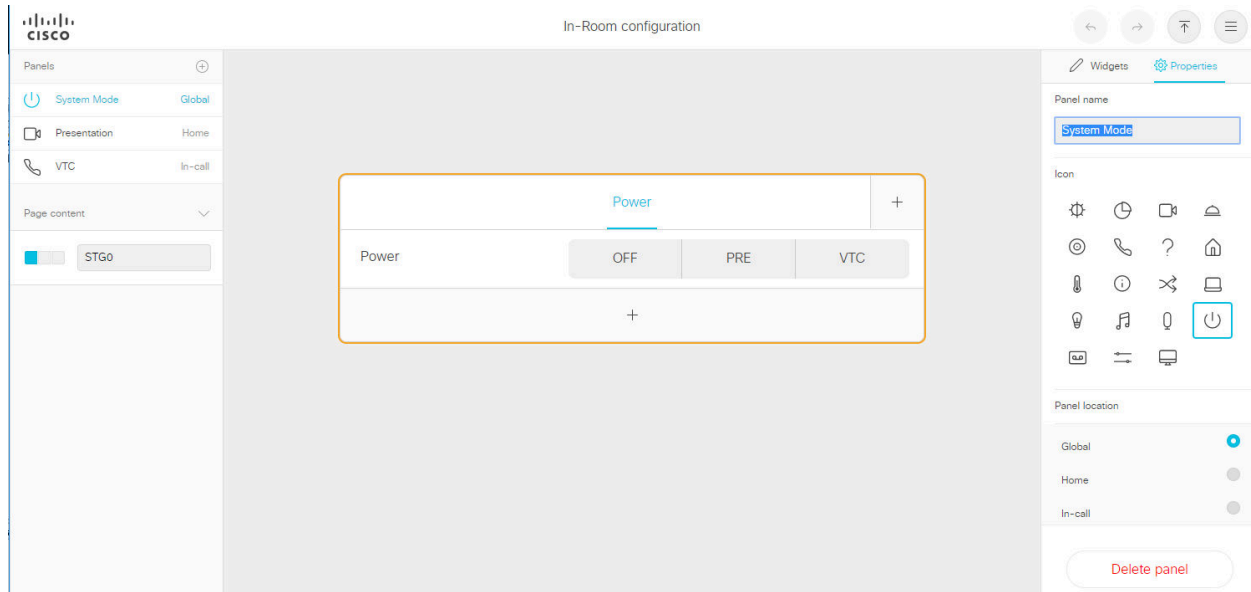 CISCO
In-Room configuration
Panels
System Mode Global
Presentation Home
VTC In-call
Page content
STG0
Power
+
Power OFF PRE VTC
+
Widgets Properties
Panel name
System Mode
Icon
Panel location
Global
Home
In-call
Delete panel